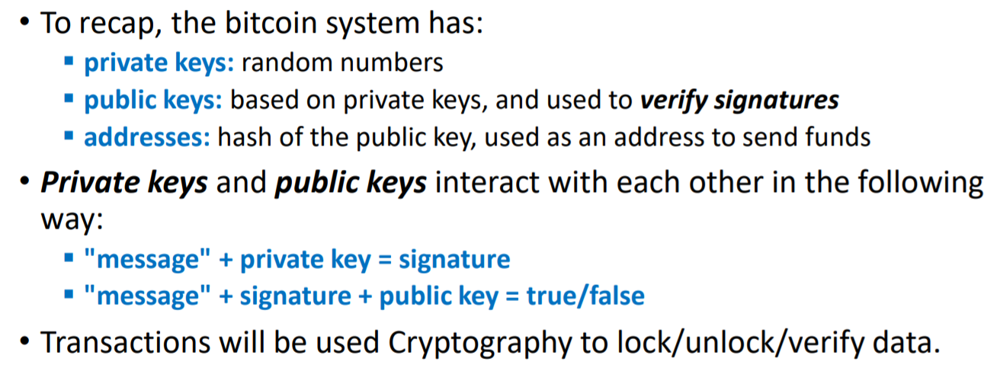 • To recap, the bitcoin system has:
▪ private keys: random numbers
▪ public keys: based on private keys, and used to verify signatures
▪ addresses: hash of the public key, used as an address to send funds
• Private keys and public keys interact with each other in the following
way:
▪ "message" + private key = signature
▪ "message" + signature + public key = true/false
• Transactions will be used Cryptography to lock/unlock/verify data.